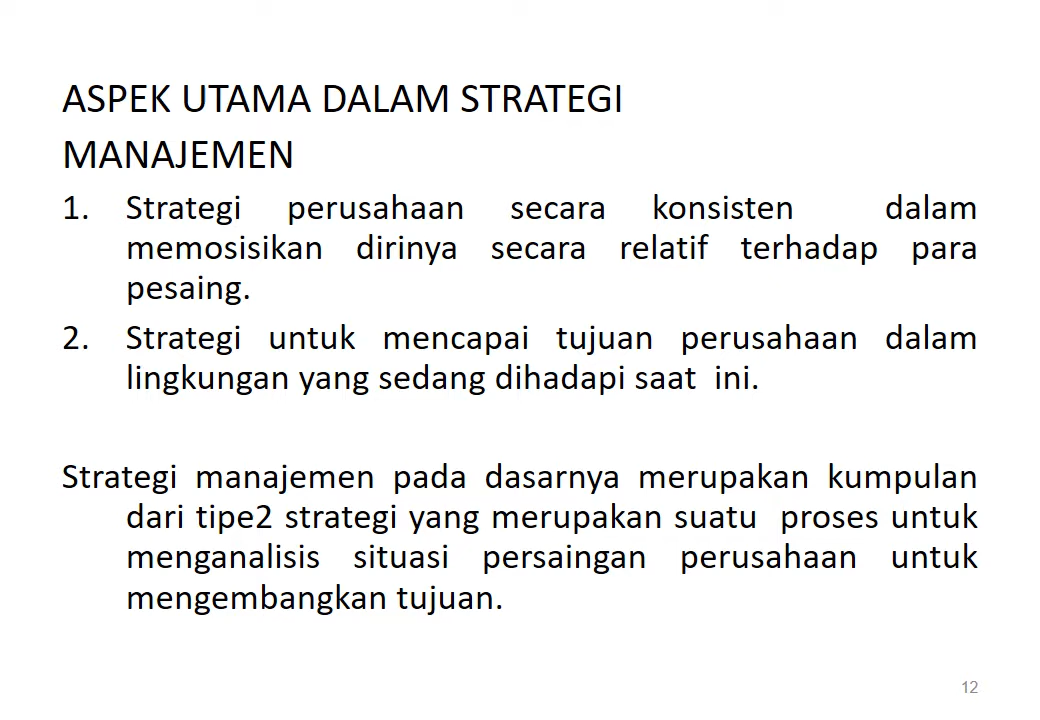 ASPEK UTAMA DALAM STRATEGI
MANAJEMEN
1. Strategi perusahaan secara konsisten dalam
memosisikan dirinya secara relatif terhadap para
pesaing.
2. Strategi untuk mencapai tujuan perusahaan dalam
lingkungan yang sedang dihadapi saat ini.
Strategi manajemen pada dasarnya merupakan kumpulan
dari tipe2 strategi yang merupakan suatu proses untuk
menganalisis situasi persaingan perusahaan untuk
mengembangkan tujuan.
12